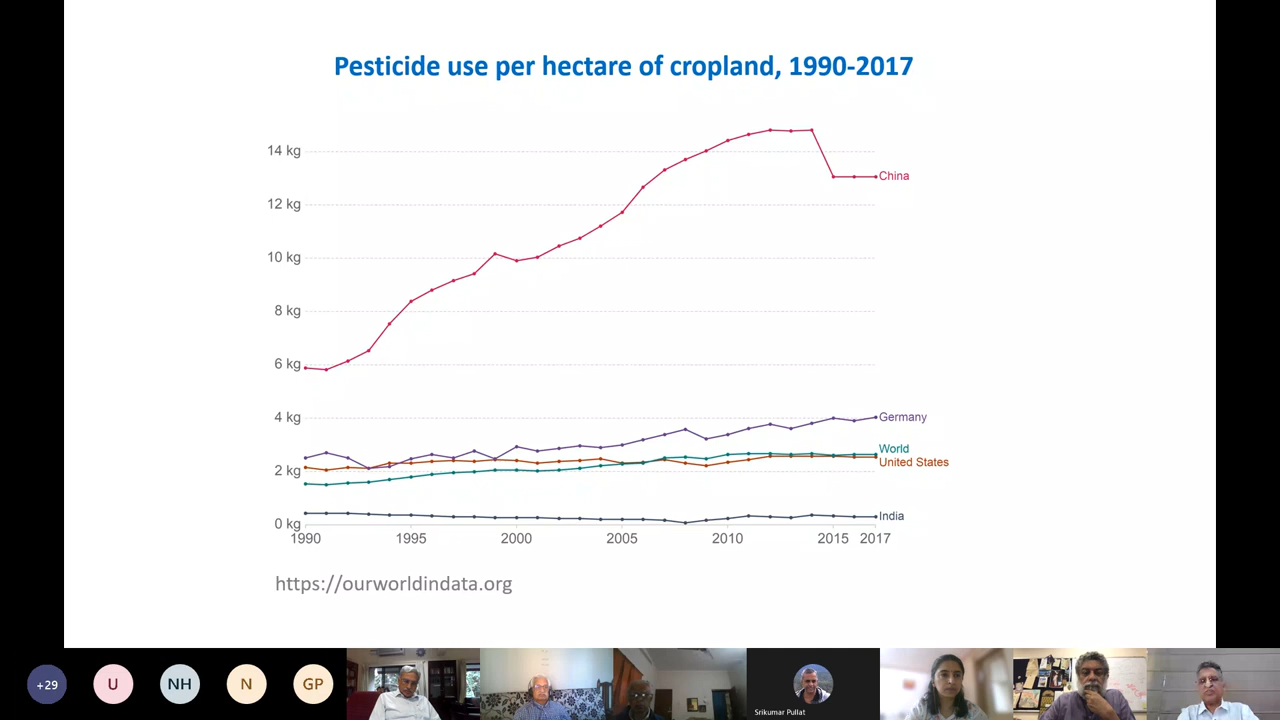 Pesticide use per hectare of cropland, 1990-2017
14 kg
12 kg
10 kg
8 kg
6 kg
4 kg
2 kg
0 kg
China
Germany
World
United States
India
1990 1995 2000 2005 2010 2015 2017
https://ourworldindata.org
+29 U NH N GP
Srikumar Pullat